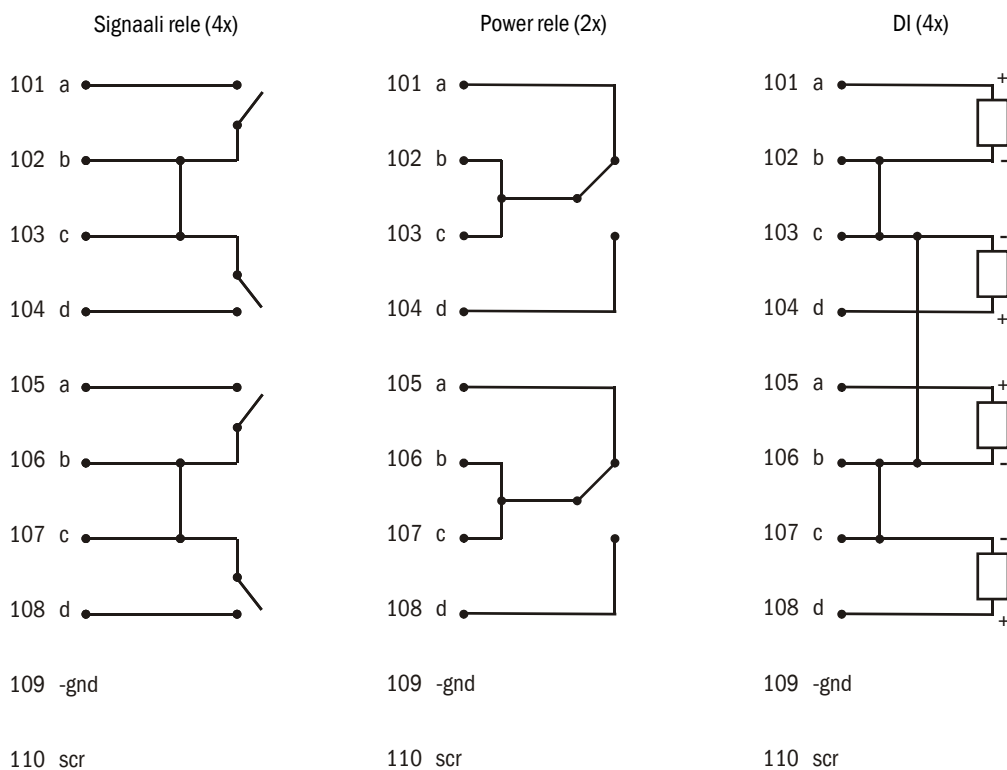 Signaali rele (4x) Power rele (2x) DI (4x)
101 a 101 a 101 a +
102 b 102 b 102 b -
103 c 103 c 103 c -
104 d 104 d 104 d +
105 a 105 a 105 a +
106 b 106 b 106 b -
107 c 107 c 107 c -
108 d 108 d 108 d +
109 -gnd 109 -gnd 109 -gnd
110 scr 110 scr 110 scr